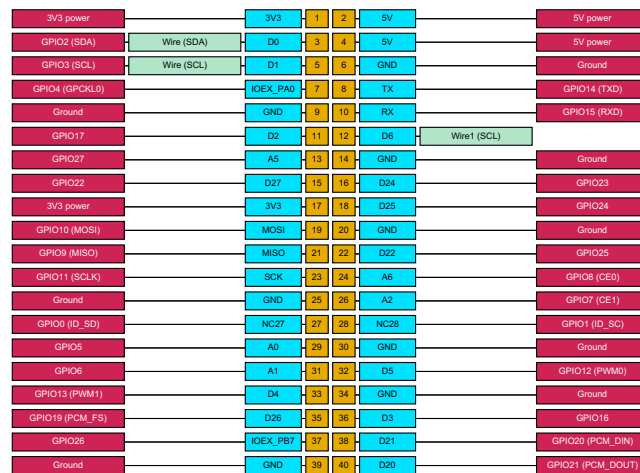 3V3 power 3V3 1 2 5V 5V power
GPIO2 (SDA) Wire (SDA) D0 3 4 5V 5V power
GPIO3 (SCL) Wire (SCL) D1 5 6 GND Ground
GPIO4 (GPCKL0) IOEX_PA0 7 8 TX GPIO14 (TXD)
Ground GND 9 10 RX GPIO15 (RXD)
GPIO17 D2 11 12 D6 Wire1 (SCL)
GPIO27 A5 13 14 GND Ground
GPIO22 D27 15 16 D24 GPIO23
3V3 power 3V3 17 18 D25 GPIO24
GPIO10 (MOSI) MOSI 19 20 GND Ground
GPIO9 (MISO) MISO 21 22 D22 GPIO25
GPIO11 (SCLK) SCK 23 24 A6 GPIO8 (CE0)
Ground GND 25 26 A2 GPIO7 (CE1)
GPIO0 (ID_SD) NC27 27 28 NC28 GPIO1 (ID_SC)
GPIO5 A0 29 30 GND Ground
GPIO6 A1 31 32 D5 GPIO12 (PWM0)
GPIO13 (PWM1) D4 33 34 GND Ground
GPIO19 (PCM_FS) D26 35 36 D3 GPIO16
GPIO26 IOEX_PB7 37 38 D21 GPIO20 (PCM_DIN)
Ground GND 39 40 D20 GPIO21 (PCM_DOUT)